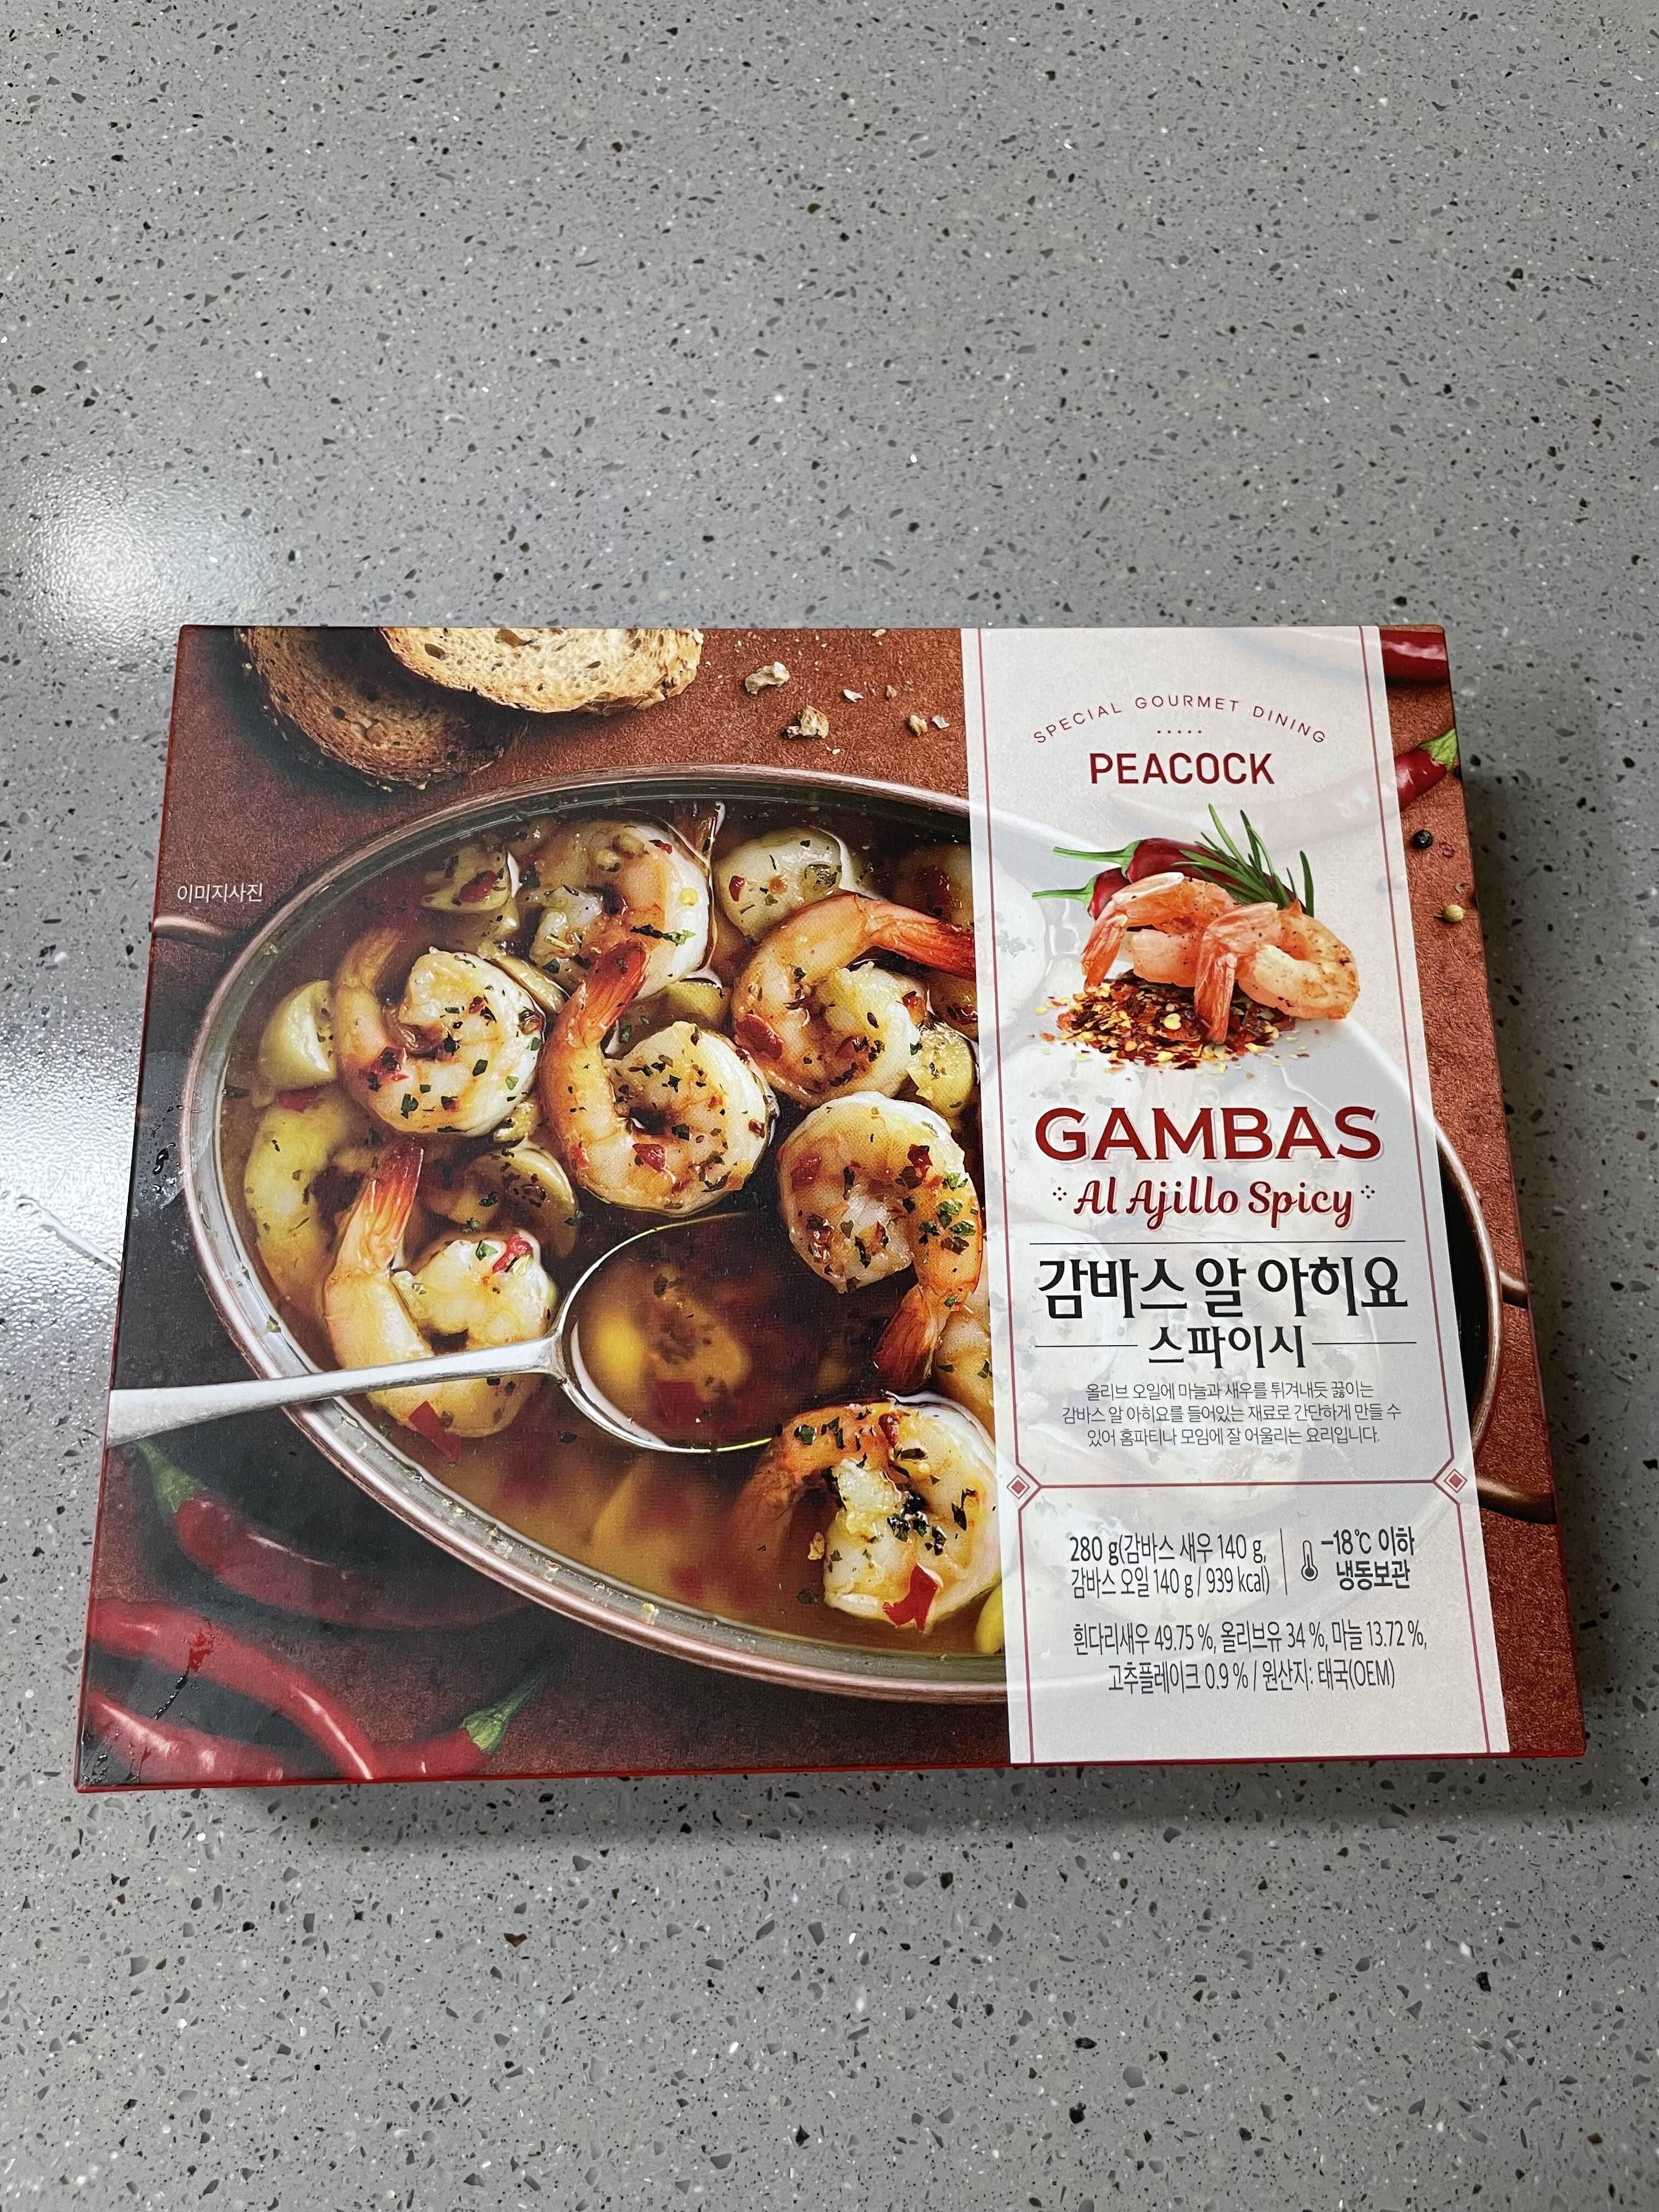 이미지사진
SPECIAL GOURMET DINING
PEACOCK
GAMBAS
Al Ajillo Spicy
감바스 알 아히요
스파이시
올리브 오일에 마늘과 새우를 튀겨내듯 끓이는
감바스 알 아히요를 들어있는 재료로 간단하게 만들 수
있어 홈파티나 모임에 잘 어울리는 요리입니다.
280 g(감바스 새우 140 g,
감바스 오일 140 g / 939 kcal)
-18℃ 이하
냉동보관
흰다리새우 49.75 %, 올리브유 34 %, 마늘 13.72 %,
고추플레이크 0.9 % / 원산지: 태국(OEM)